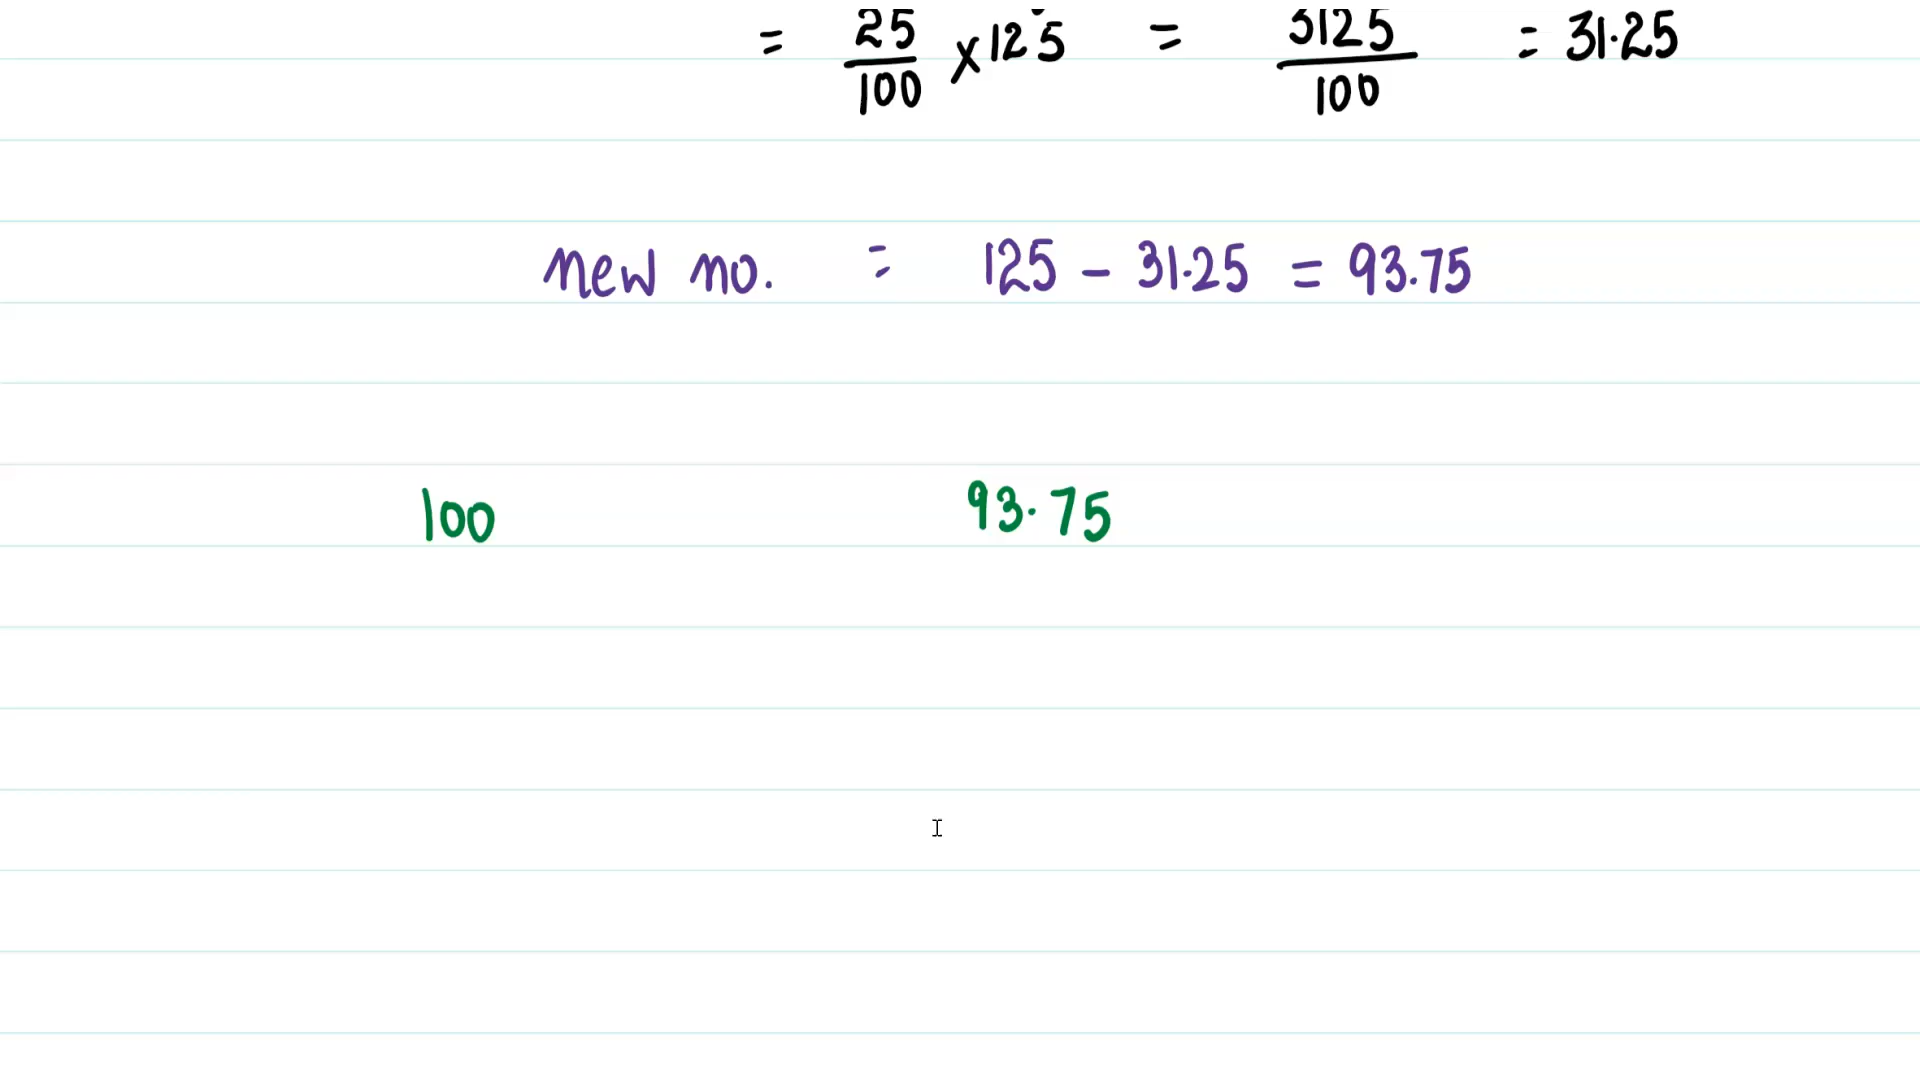 = 25/100 × 125 = 3125/100 = 31.25
new no. = 125 - 31.25 = 93.75
100 93.75